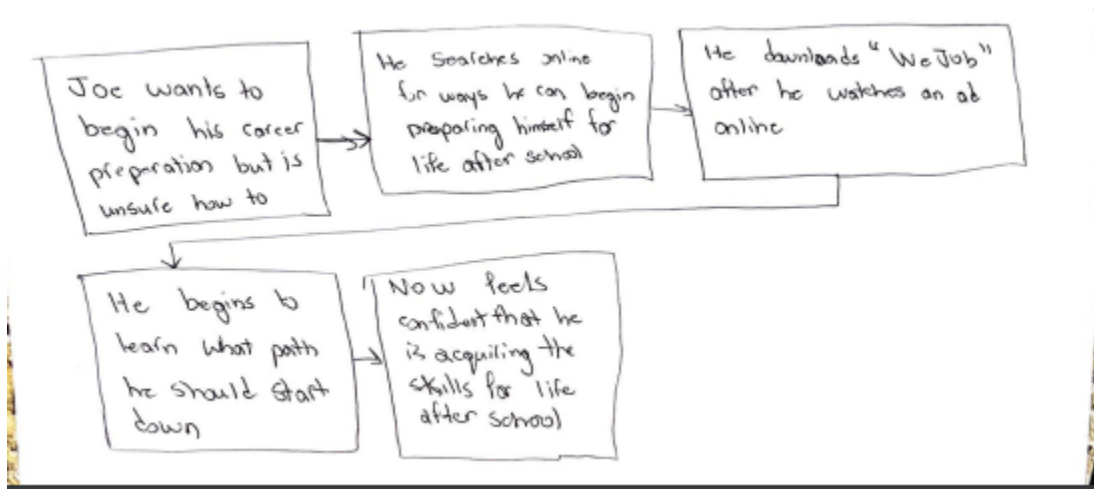 Joe wants to
begin his career
preparation but is
unsure how to
He searches online
for ways he can begin
preparing himself for
life after school
He downloads "WeJob"
after he watches an ad
online
He begins to
learn what path
he should start
down
Now feels
confident that he
is acquiring the
skills for life
after school